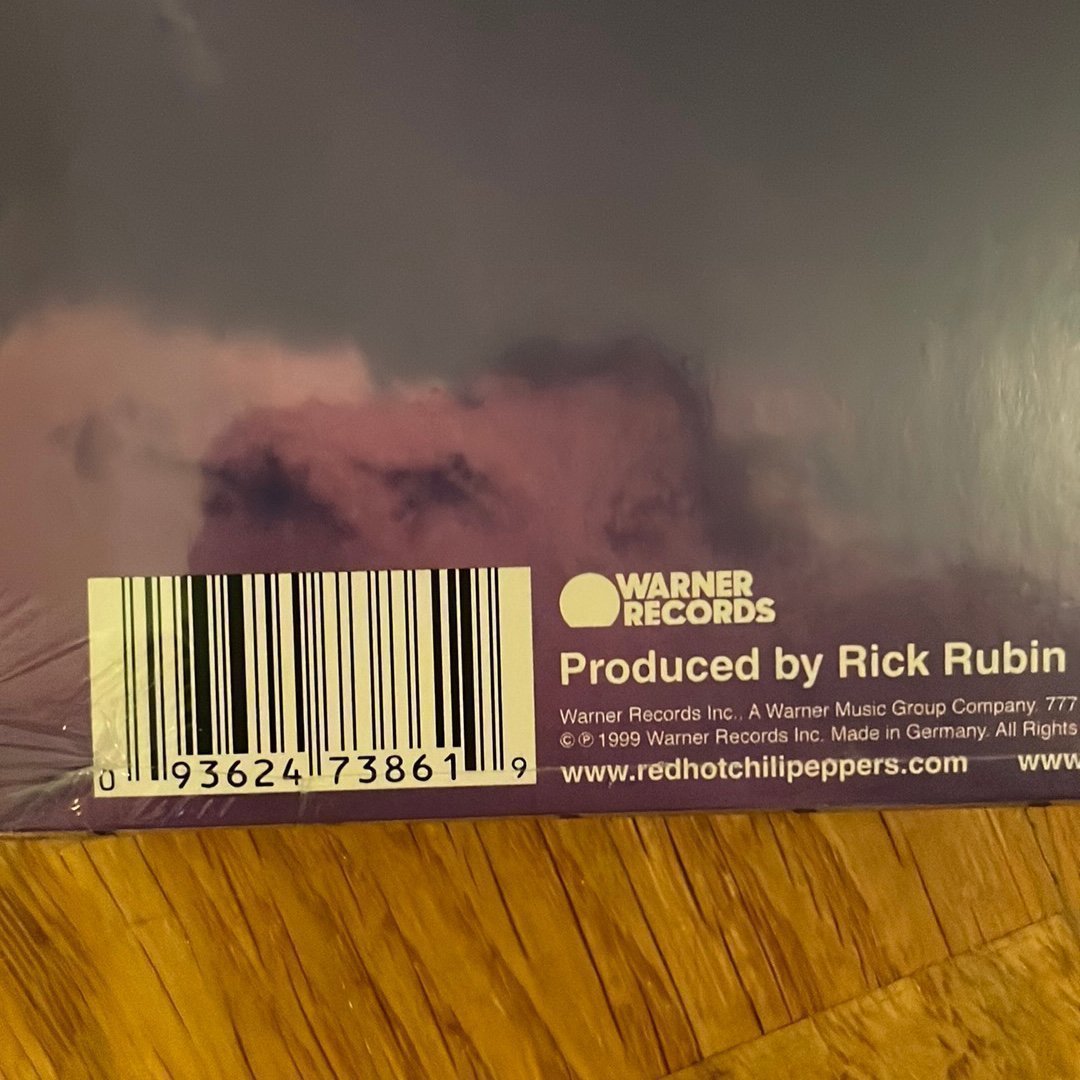 WARNER
RECORDS
Produced by Rick Rubin
Warner Records Inc., A Warner Music Group Company. 777
© ℗ 1999 Warner Records Inc. Made in Germany. All Rights
www.redhotchilipeppers.com www
0 93624 73861 9